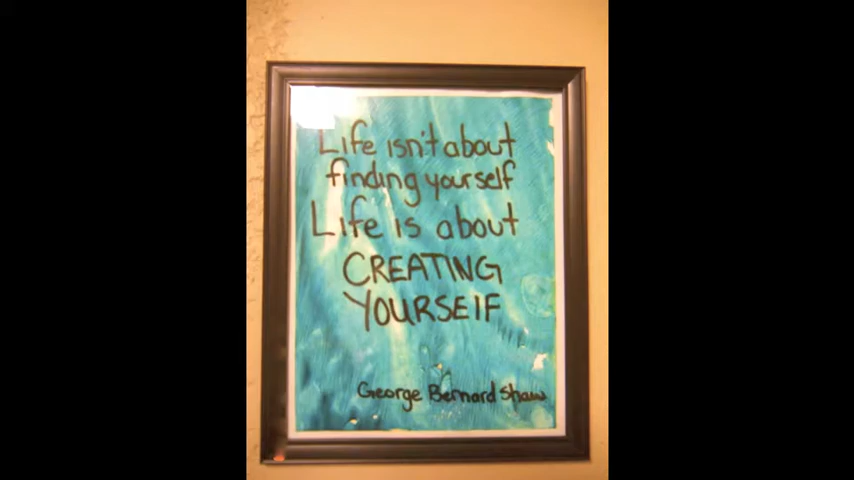 Life isn't about
finding yourself
Life is about
CREATING
YOURSElF
George Bernard Shaw